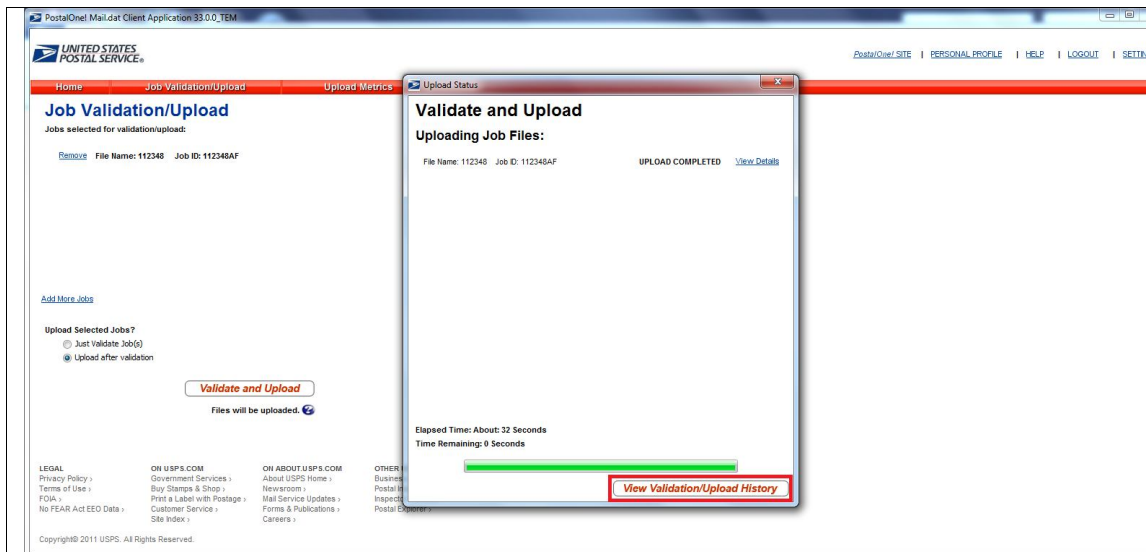 PostalOne! Mail.dat Client Application 33.0.0_TEM
UNITED STATES
POSTAL SERVICE®
PostalOne! SITE | PERSONAL PROFILE | HELP | LOGOUT |
Home Job Validation/Upload Upload Metrics
Job Validation/Upload
Jobs selected for validation/upload:
Remove File Name: 112348 Job ID: 112348AF
Add More Jobs
Upload Selected Jobs?
Just Validate Job(s)
Upload after validation
Validate and Upload
Files will be uploaded. ?
Upload Status
Validate and Upload
Uploading Job Files:
File Name: 112348 Job ID: 112348AF UPLOAD COMPLETED View Details
Elapsed Time: About: 32 Seconds
Time Remaining: 0 Seconds
View Validation/Upload History
LEGAL
Privacy Policy ›
Terms of Use ›
FOIA ›
No FEAR Act EEO Data ›
ON USPS.COM
Government Services ›
Buy Stamps & Shop ›
Print a Label with Postage ›
Customer Service ›
Site Index ›
ON ABOUT.USPS.COM
About USPS Home ›
Newsroom ›
Mail Service Updates ›
Forms & Publications ›
Careers ›
OTHER
Postal
Postal Explorer ›
Copyright© 2011 USPS. All Rights Reserved.